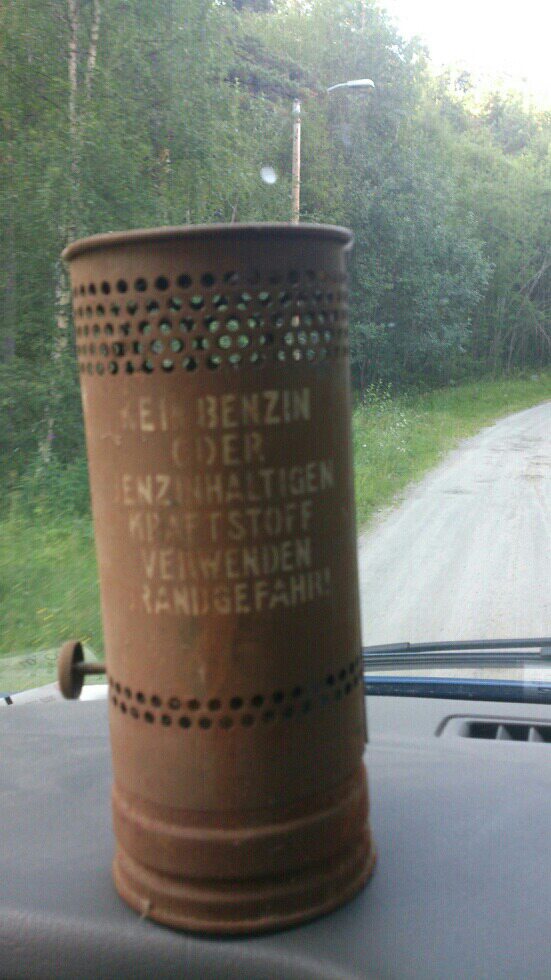 KEIN BENZIN
ODER
BENZINHALTIGEN
KRAFTSTOFF
VERWENDEN
BRANDGEFAHR!